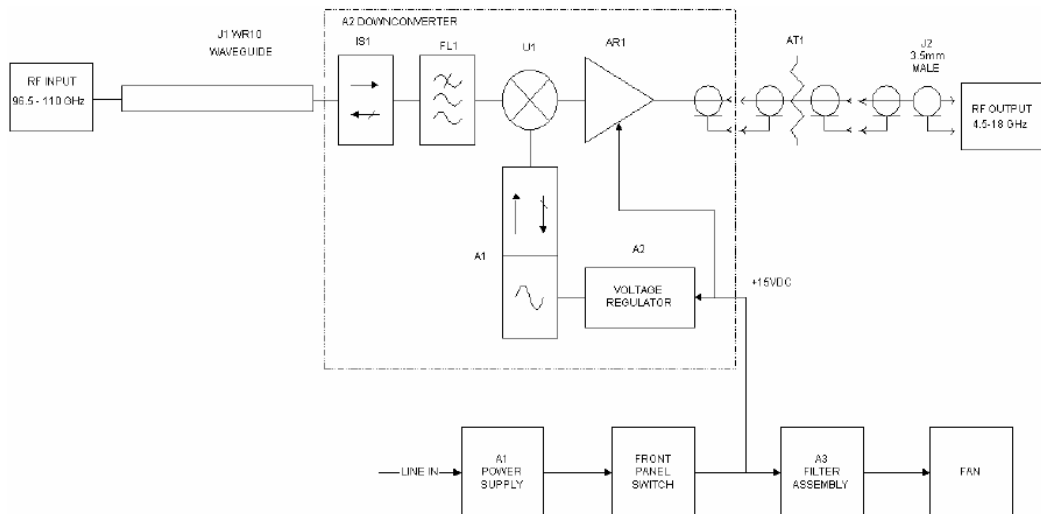 A2 DOWNCONVERTER
J1 WR10
WAVEGUIDE
IS1
FL1
U1
AR1
AT1
J2
3.5mm
MALE
RF INPUT
96.5 - 110 GHz
RF OUTPUT
4.5-18 GHz
A1
A2
VOLTAGE
REGULATOR
+15VDC
LINE IN
A1
POWER
SUPPLY
FRONT
PANEL
SWITCH
A3
FILTER
ASSEMBLY
FAN